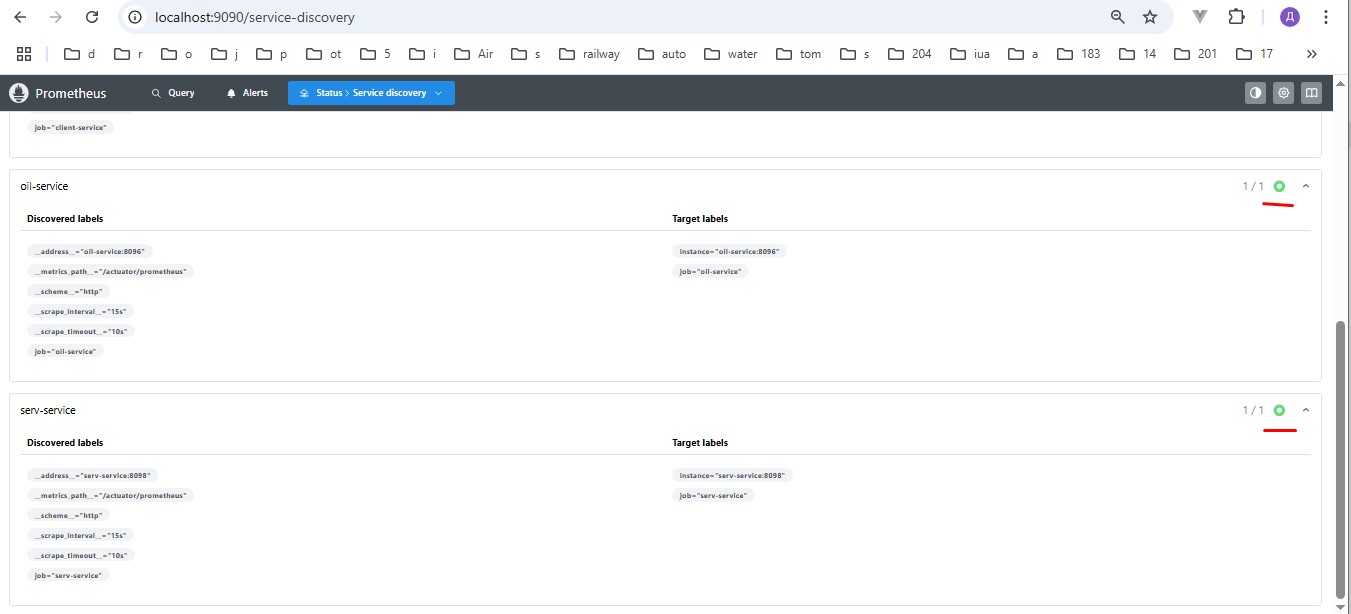 localhost:9090/service-discovery
Д
d r o j p ot 5 i Air s railway auto water tom s 204 iua a 183 14 201 17 »
Prometheus Query Alerts Status > Service discovery
job="client-service"
oil-service 1 / 1
Discovered labels Target labels
__address__="oil-service:8096" instance="oil-service:8096"
__metrics_path__="/actuator/prometheus" job="oil-service"
__scheme__="http"
__scrape_interval__="15s"
__scrape_timeout__="10s"
job="oil-service"
serv-service 1 / 1
Discovered labels Target labels
__address__="serv-service:8098" instance="serv-service:8098"
__metrics_path__="/actuator/prometheus" job="serv-service"
__scheme__="http"
__scrape_interval__="15s"
__scrape_timeout__="10s"
job="serv-service"